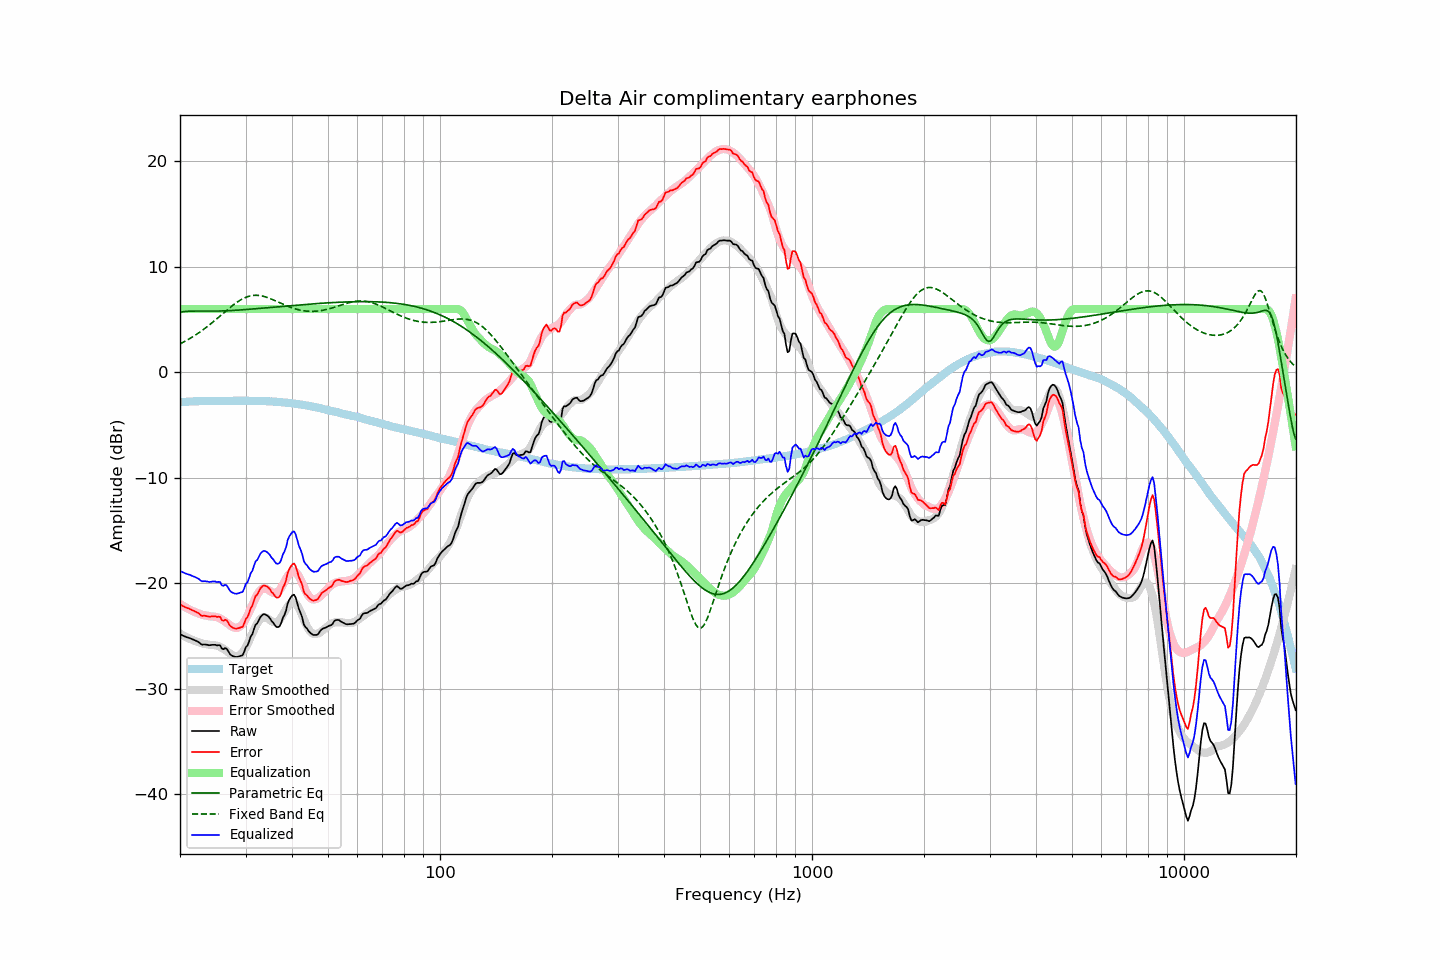 Delta Air complimentary earphones
Amplitude (dBr)
20
10
0
−10
−20
−30
−40
Target
Raw Smoothed
Error Smoothed
Raw
Error
Equalization
Parametric Eq
Fixed Band Eq
Equalized
100
1000
10000
Frequency (Hz)